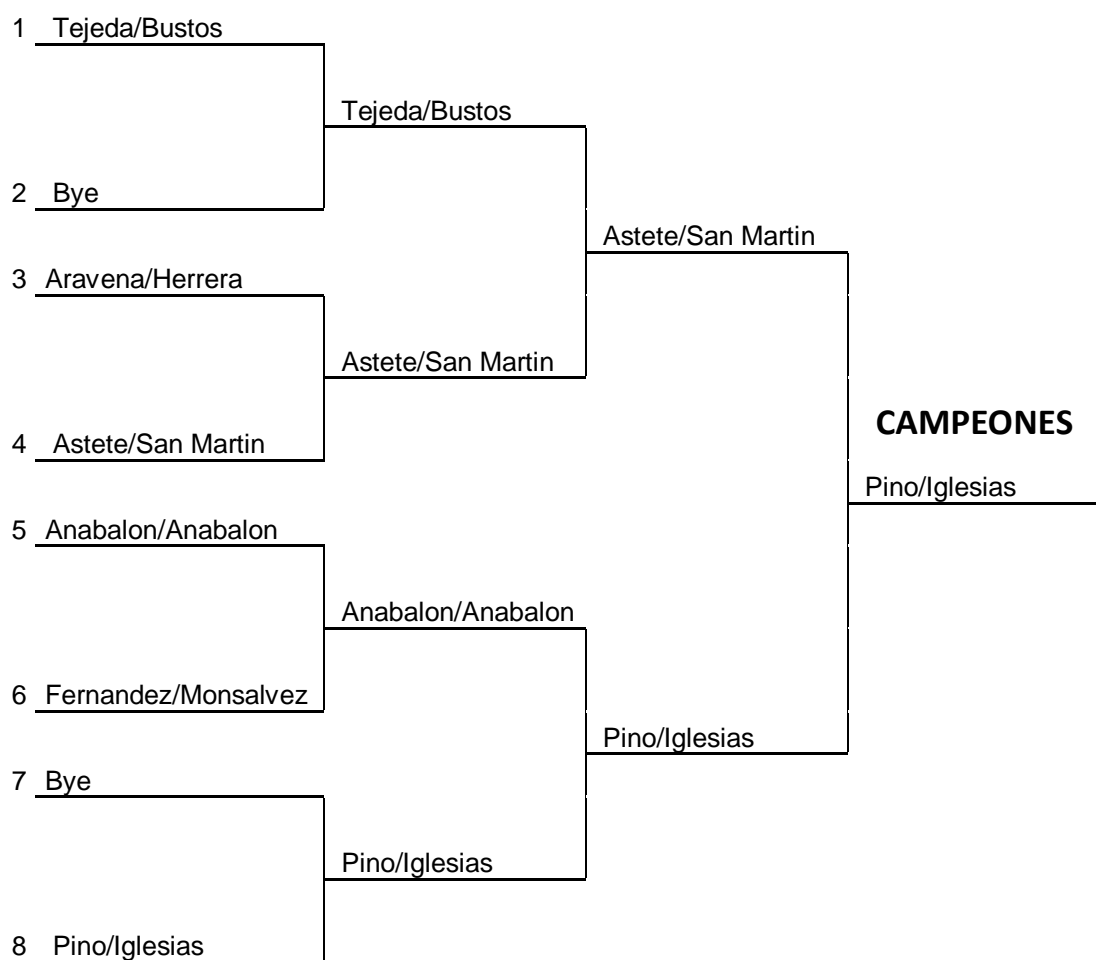 1 Tejeda/Bustos
Tejeda/Bustos
2 Bye
Astete/San Martin
3 Aravena/Herrera
Astete/San Martin
CAMPEONES
4 Astete/San Martin
Pino/Iglesias
5 Anabalon/Anabalon
Anabalon/Anabalon
6 Fernandez/Monsalvez
Pino/Iglesias
7 Bye
Pino/Iglesias
8 Pino/Iglesias